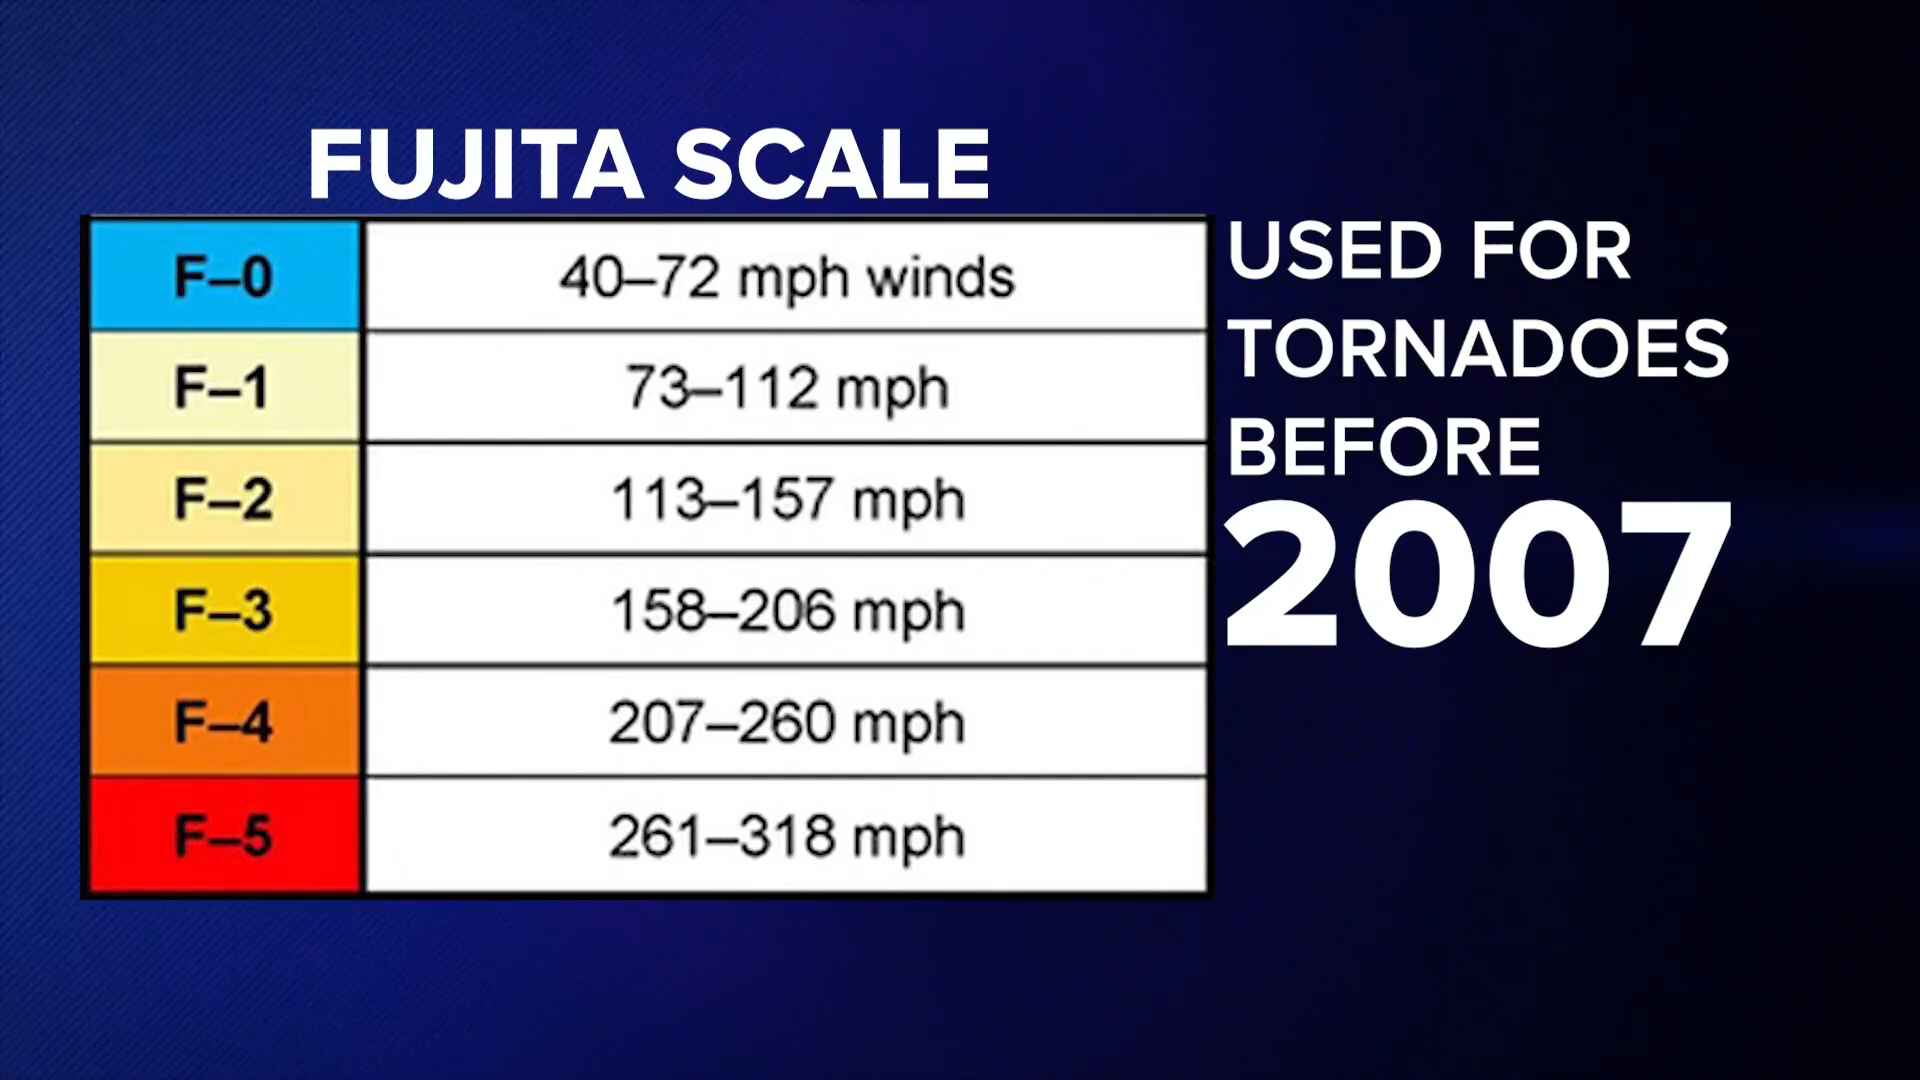 FUJITA SCALE
F–0 40–72 mph winds
F–1 73–112 mph
F–2 113–157 mph
F–3 158–206 mph
F–4 207–260 mph
F–5 261–318 mph
USED FOR
TORNADOES
BEFORE
2007